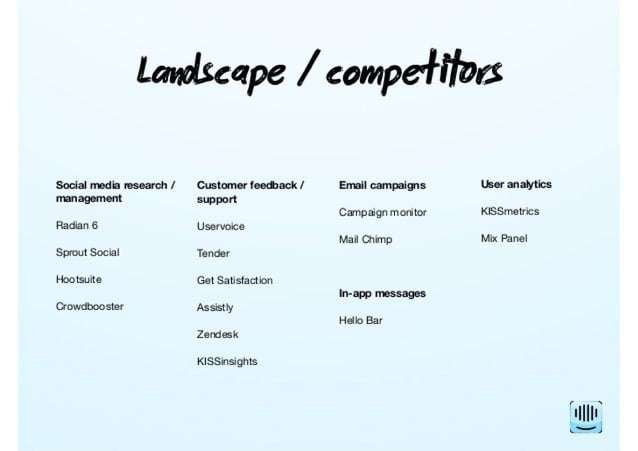 Landscape / competitors
Social media research /
management
Radian 6
Sprout Social
Hootsuite
Crowdbooster
Customer feedback /
support
Uservoice
Tender
Get Satisfaction
Assistly
Zendesk
KISSinsights
Email campaigns
Campaign monitor
Mail Chimp
In-app messages
Hello Bar
User analytics
KISSmetrics
Mix Panel